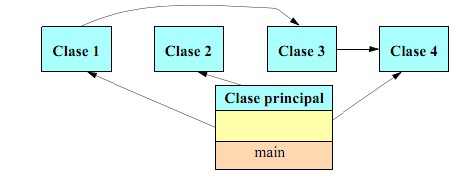 Clase 1
Clase 2
Clase 3
Clase 4
Clase principal
main